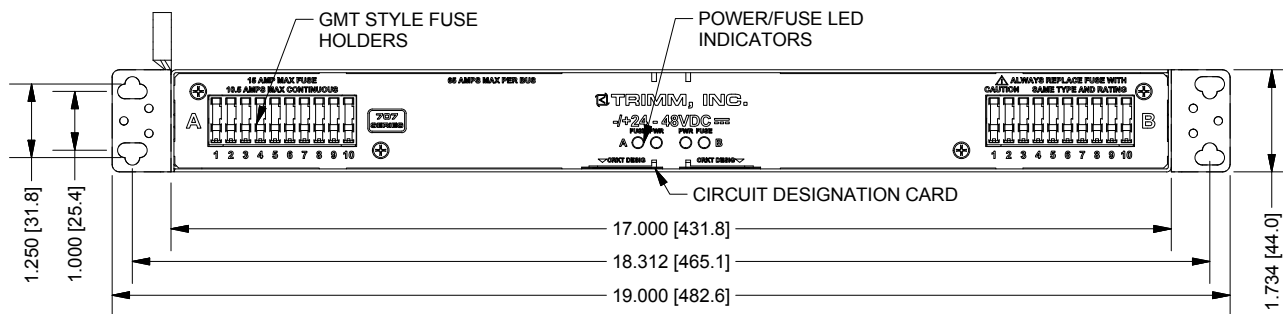 GMT STYLE FUSE
HOLDERS
POWER/FUSE LED
INDICATORS
15 AMP MAX FUSE
10.5 AMPS MAX CONTINUOUS
65 AMPS MAX PER BUS
TRIMM, INC.
-/+24 - 48VDC
FUSE PWR PWR FUSE
A B
CRKT DESIG CRKT DESIG
ALWAYS REPLACE FUSE WITH
CAUTION SAME TYPE AND RATING
A
707
SERIES
1 2 3 4 5 6 7 8 9 10
B
1 2 3 4 5 6 7 8 9 10
CIRCUIT DESIGNATION CARD
1.250 [31.8]
1.000 [25.4]
17.000 [431.8]
18.312 [465.1]
19.000 [482.6]
1.734 [44.0]